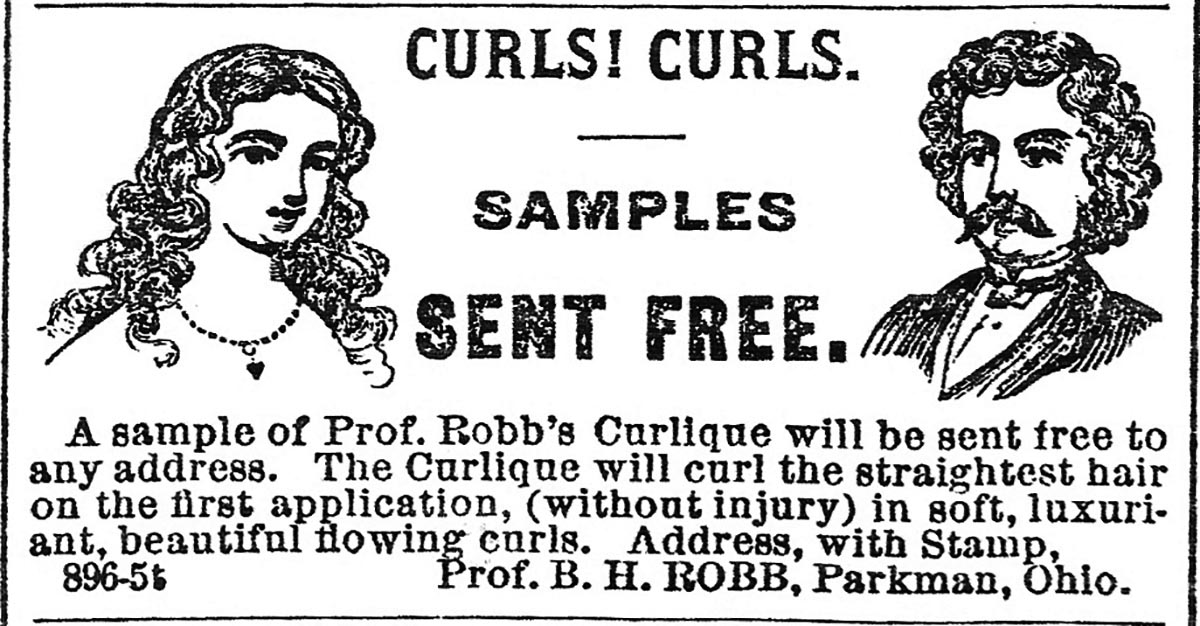 CURLS! CURLS.
SAMPLES
SENT FREE.
A sample of Prof. Robb's Curlique will be sent free to
any address. The Curlique will curl the straightest hair
on the first application, (without injury) in soft, luxuri-
ant, beautiful flowing curls. Address, with Stamp,
896-5t Prof. B. H. ROBB, Parkman, Ohio.